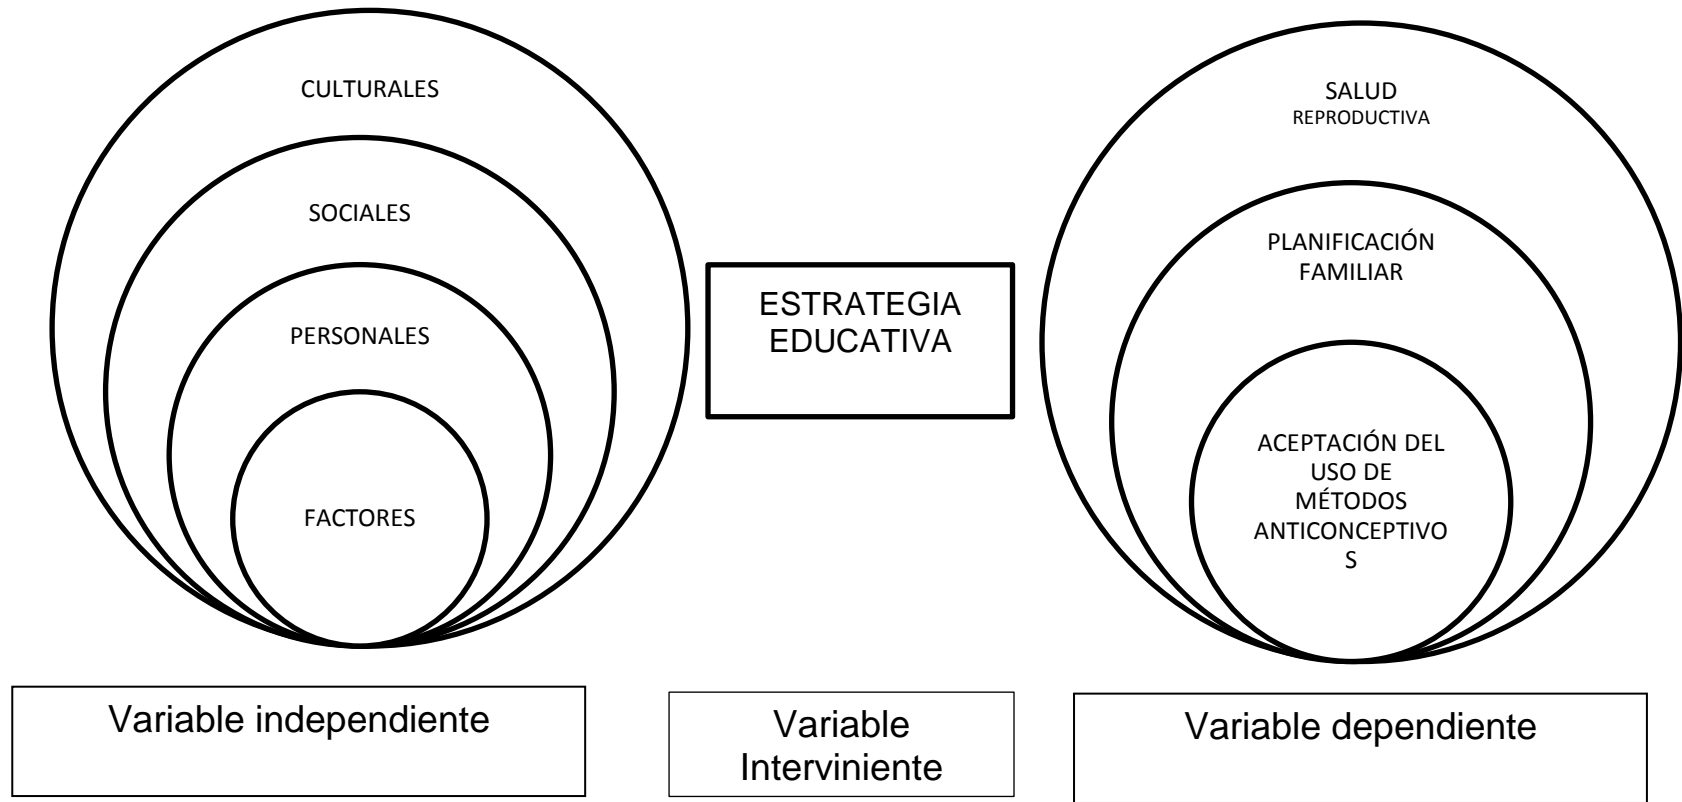 CULTURALES
SOCIALES
PERSONALES
FACTORES
ESTRATEGIA
EDUCATIVA
SALUD
REPRODUCTIVA
PLANIFICACIÓN
FAMILIAR
ACEPTACIÓN DEL
USO DE
MÉTODOS
ANTICONCEPTIVO
S
Variable independiente
Variable
Interviniente
Variable dependiente